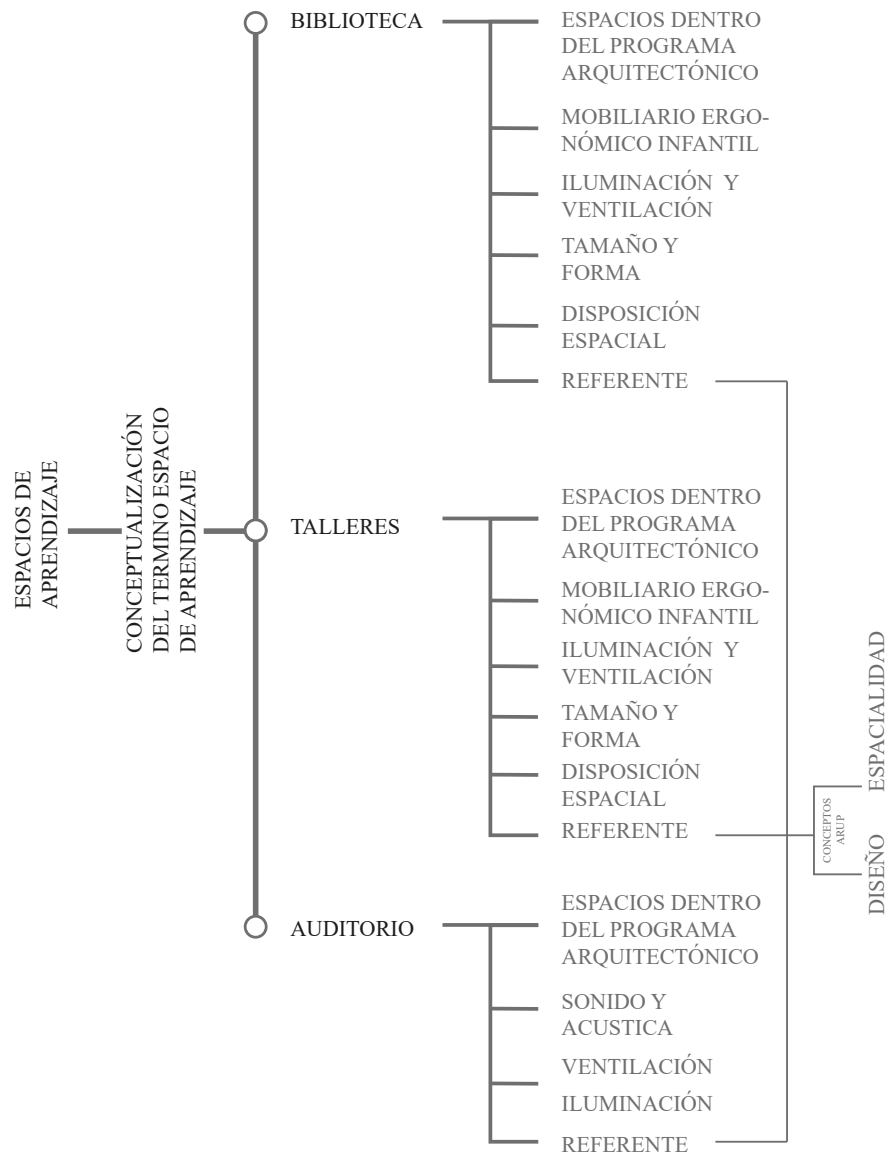 ESPACIOS DE
APRENDIZAJE
CONCEPTUALIZACIÓN
DEL TERMINO ESPACIO
DE APRENDIZAJE
BIBLIOTECA
ESPACIOS DENTRO
DEL PROGRAMA
ARQUITECTÓNICO
MOBILIARIO ERGO-
NÓMICO INFANTIL
ILUMINACIÓN Y
VENTILACIÓN
TAMAÑO Y
FORMA
DISPOSICIÓN
ESPACIAL
REFERENTE
TALLERES
ESPACIOS DENTRO
DEL PROGRAMA
ARQUITECTÓNICO
MOBILIARIO ERGO-
NÓMICO INFANTIL
ILUMINACIÓN Y
VENTILACIÓN
TAMAÑO Y
FORMA
DISPOSICIÓN
ESPACIAL
REFERENTE
AUDITORIO
ESPACIOS DENTRO
DEL PROGRAMA
ARQUITECTÓNICO
SONIDO Y
ACUSTICA
VENTILACIÓN
ILUMINACIÓN
REFERENTE
CONCEPTOS
ARUP
ESPACIALIDAD
DISEÑO